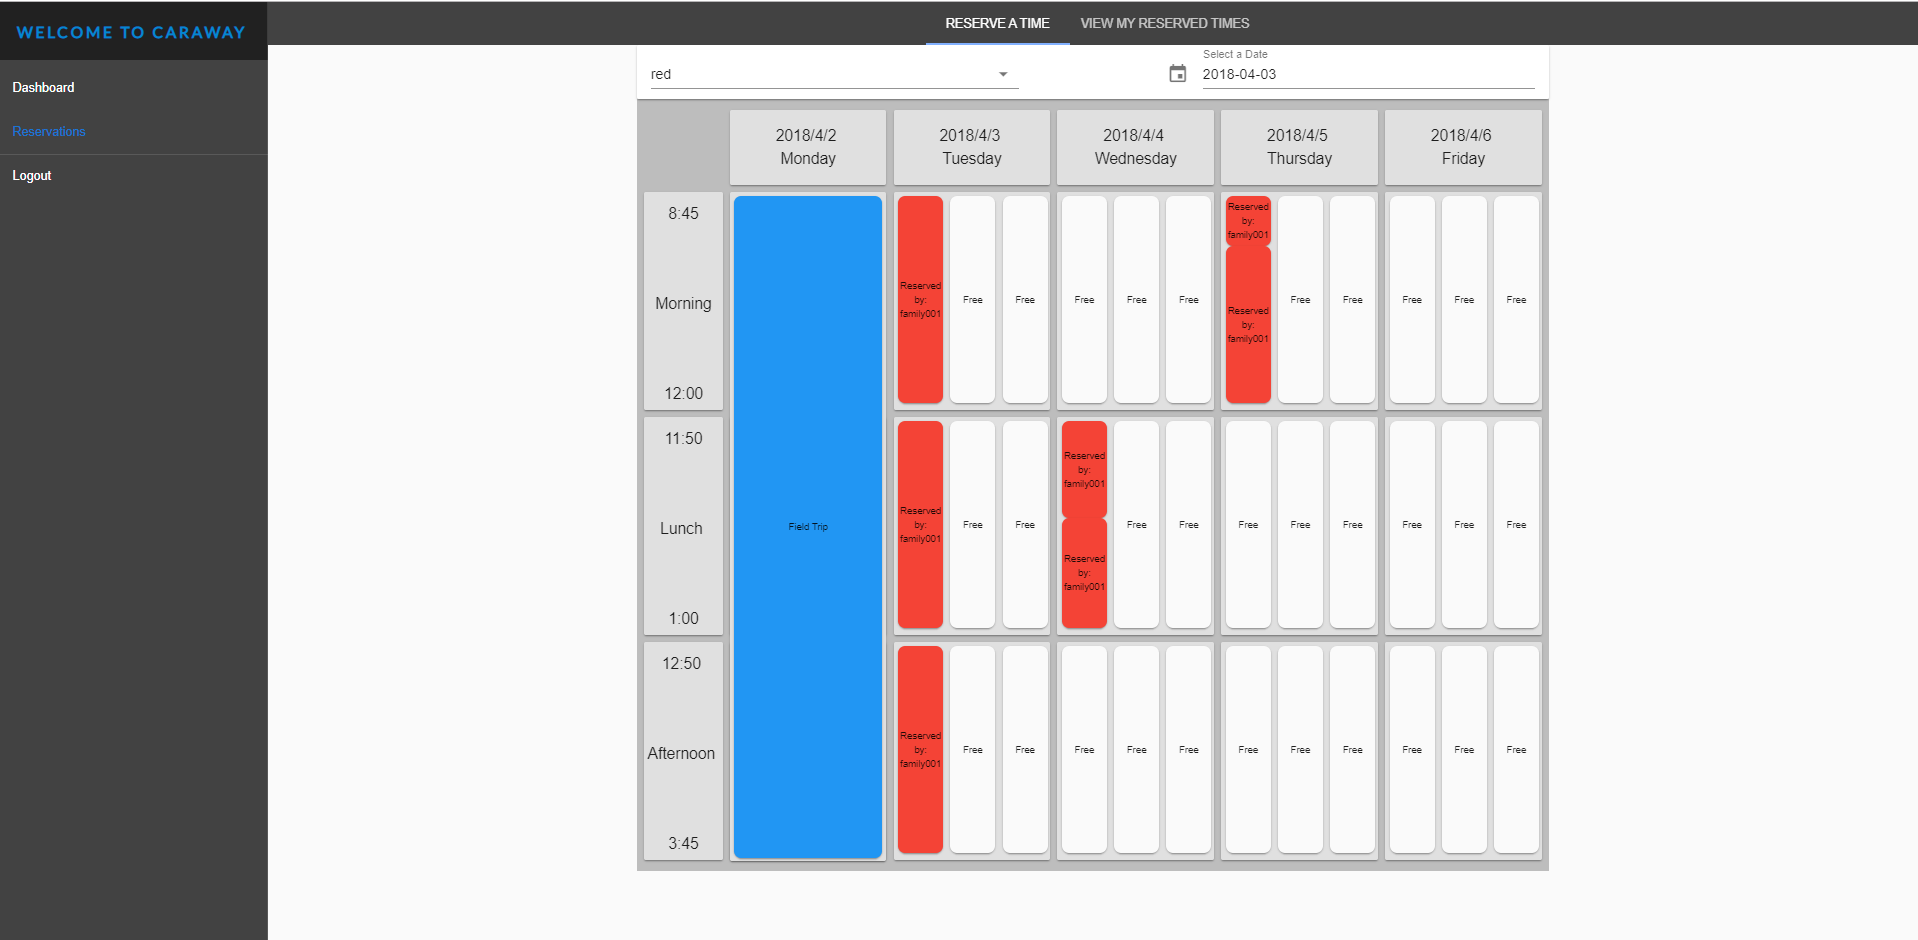 WELCOME TO CARAWAY
RESERVE A TIME VIEW MY RESERVED TIMES
Dashboard
Reservations
Logout
Select a Date
red 2018-04-03
2018/4/2 2018/4/3 2018/4/4 2018/4/5 2018/4/6
Monday Tuesday Wednesday Thursday Friday
8:45
Morning
12:00
Field Trip
Reserved
by:
family001
Free Free
Free Free Free
Reserved
by:
family001
Reserved
by:
family001
Free Free
Free Free Free
11:50
Lunch
1:00
Reserved
by:
family001
Free Free
Reserved
by:
family001
Reserved
by:
family001
Free Free
Free Free Free
Free Free Free
12:50
Afternoon
3:45
Reserved
by:
family001
Free Free
Free Free Free
Free Free Free
Free Free Free